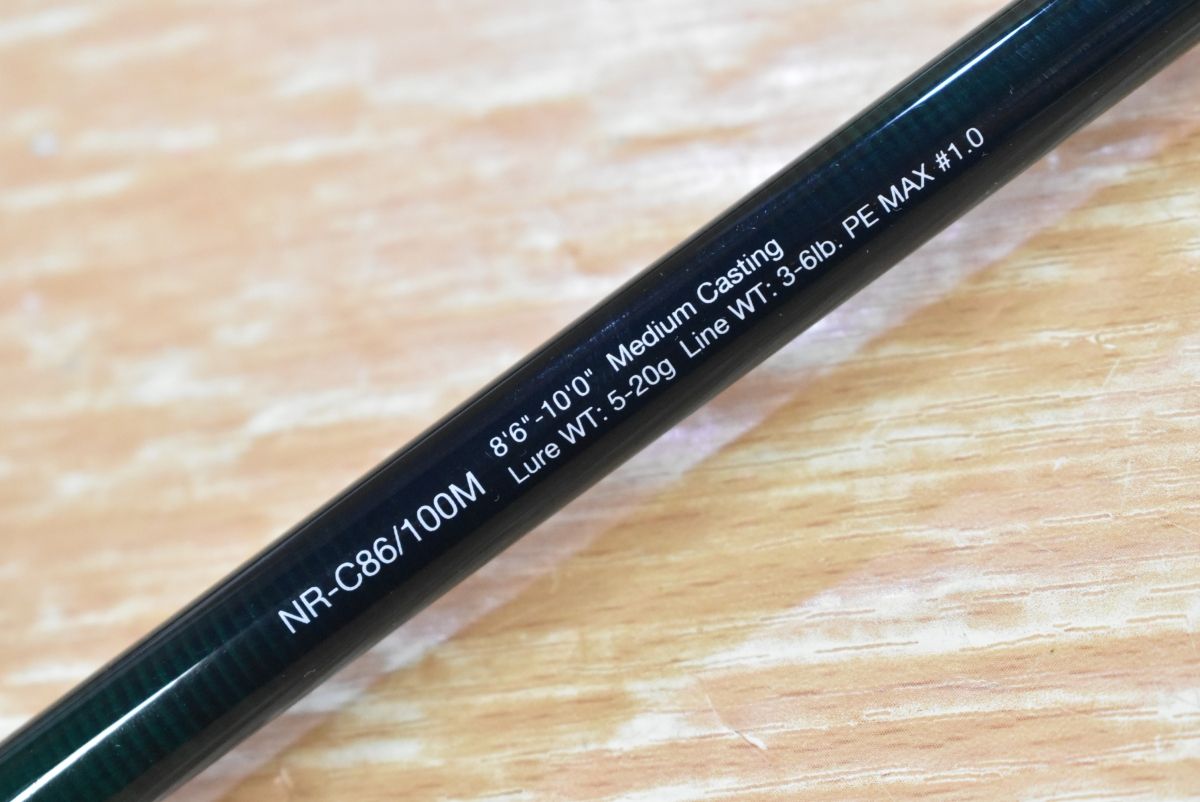 NR-C86/100M 8'6"-10'0" Medium Casting
Lure WT: 5-20g Line WT: 3-6lb. PE MAX #1.0